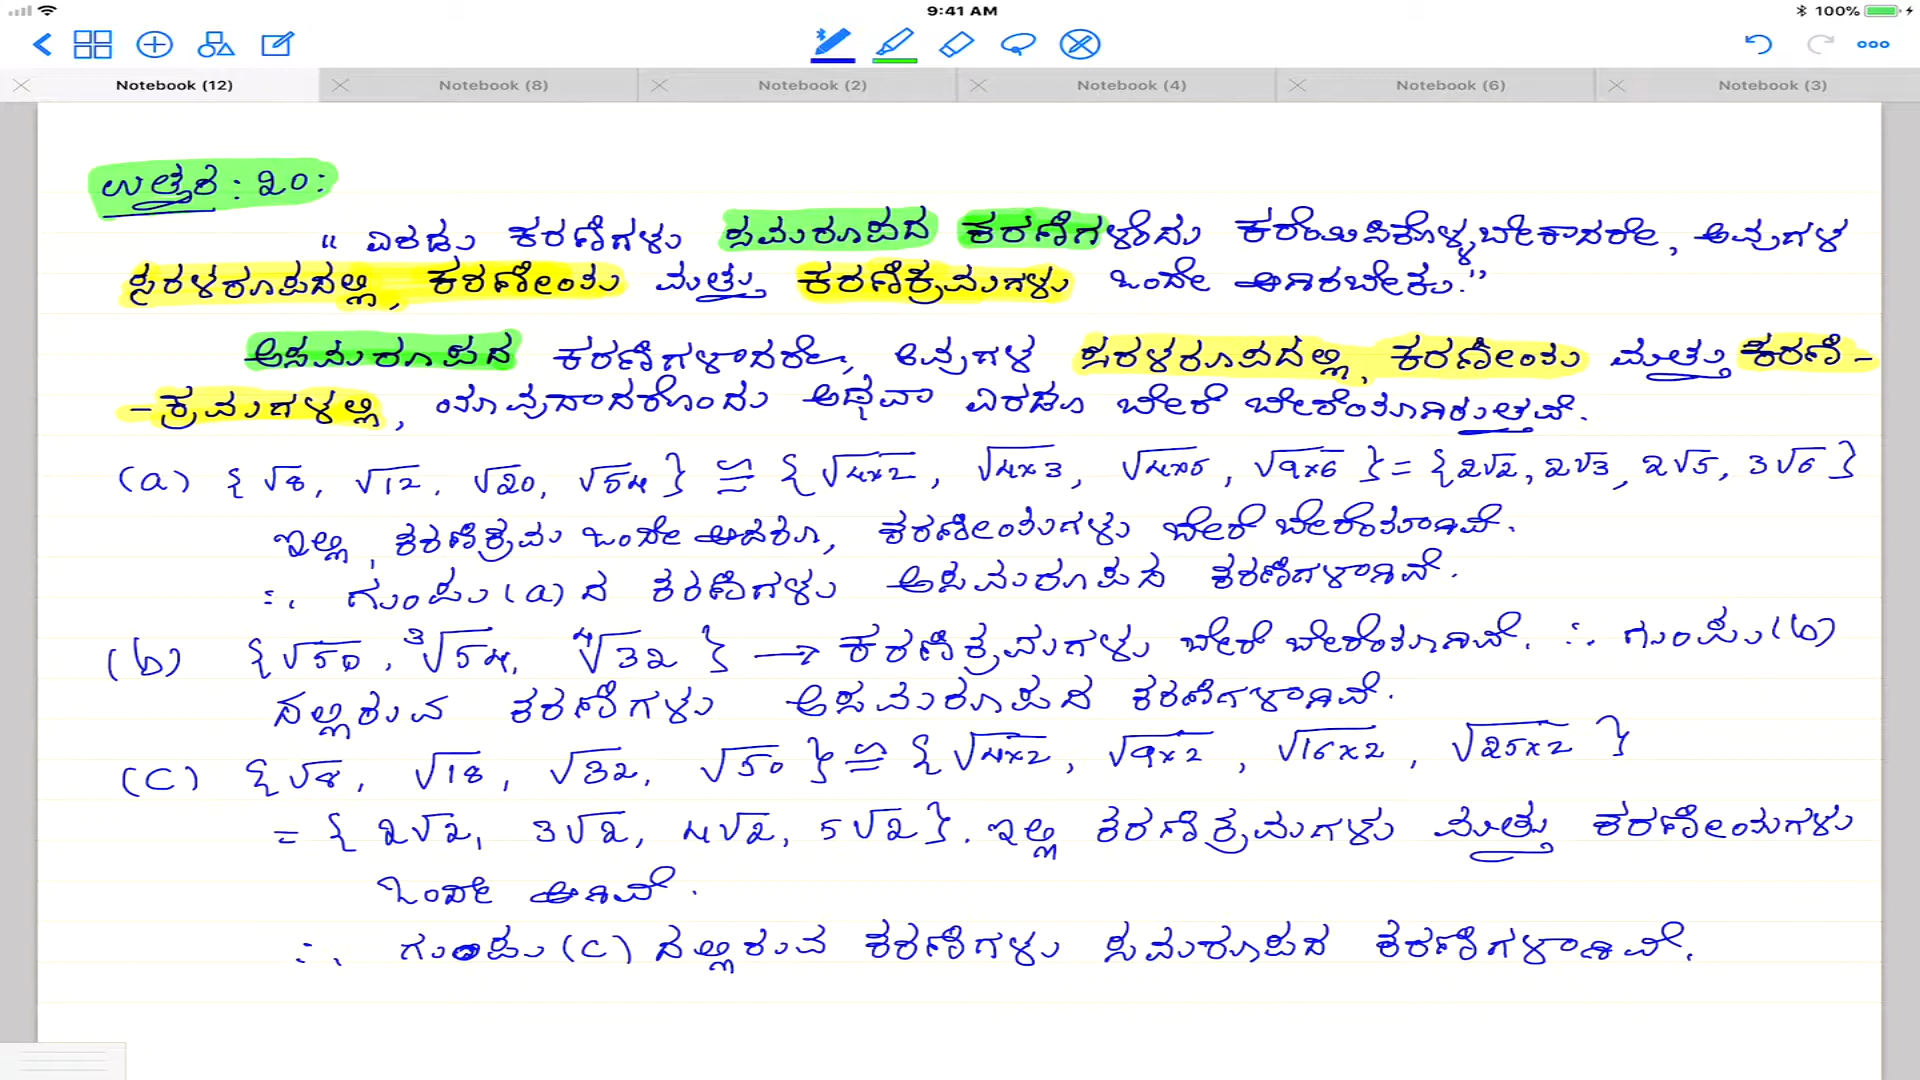 9:41 AM
100%
Notebook (12) Notebook (8) Notebook (2) Notebook (4) Notebook (6) Notebook (3)
ಉತ್ತರ : ೨೦ :
" ಎರಡು ಕರಣಿಗಳು ಸಮರೂಪದ ಕರಣಿಗಳೆಂದು ಕರೆಯಿಸಿಕೊಳ್ಳಬೇಕಾದರೇ, ಅವುಗಳ
ಸರಳರೂಪದಲ್ಲಿ, ಕರಣೀಯ ಮತ್ತು ಕರಣಿಕ್ರಮಗಳು ಒಂದೇ ಆಗಿರಬೇಕು."
ಅಸಮರೂಪದ ಕರಣಿಗಳಾದರೇ, ಅವುಗಳ ಸರಳರೂಪದಲ್ಲಿ, ಕರಣೀಯ ಮತ್ತು ಕರಣಿ-
-ಕ್ರಮಗಳಲ್ಲಿ, ಯಾವುದಾದರೊಂದು ಅಥವಾ ಎರಡೂ ಬೇರೆ ಬೇರೆಯಾಗಿರುತ್ತವೆ.
(a) {√8, √12, √20, √54} ≌ {√4×2, √4×3, √4×5, √9×6} = {2√2, 2√3, 2√5, 3√6}
ಇಲ್ಲಿ, ಕರಣಿಕ್ರಮ ಒಂದೇ ಆದರೂ, ಕರಣೀಯಗಳು ಬೇರೆ ಬೇರೆಯಾಗಿವೆ.
∴ ಗುಂಪು (a) ದ ಕರಣಿಗಳು ಅಸಮರೂಪದ ಕರಣಿಗಳಾಗಿವೆ.
(b) {√50, ³√54, ⁴√32} → ಕರಣಿಕ್ರಮಗಳು ಬೇರೆ ಬೇರೆಯಾಗಿವೆ. ∴ ಗುಂಪು (b)
ದಲ್ಲಿರುವ ಕರಣಿಗಳು ಅಸಮರೂಪದ ಕರಣಿಗಳಾಗಿವೆ.
(c) {√8, √18, √32, √50} ≌ {√4×2, √9×2, √16×2, √25×2}
= {2√2, 3√2, 4√2, 5√2}. ಇಲ್ಲಿ ಕರಣಿಕ್ರಮಗಳು ಮತ್ತು ಕರಣೀಯಗಳು
ಒಂದೇ ಆಗಿವೆ.
∴ ಗುಂಪು (c) ದಲ್ಲಿರುವ ಕರಣಿಗಳು ಸಮರೂಪದ ಕರಣಿಗಳಾಗಿವೆ.